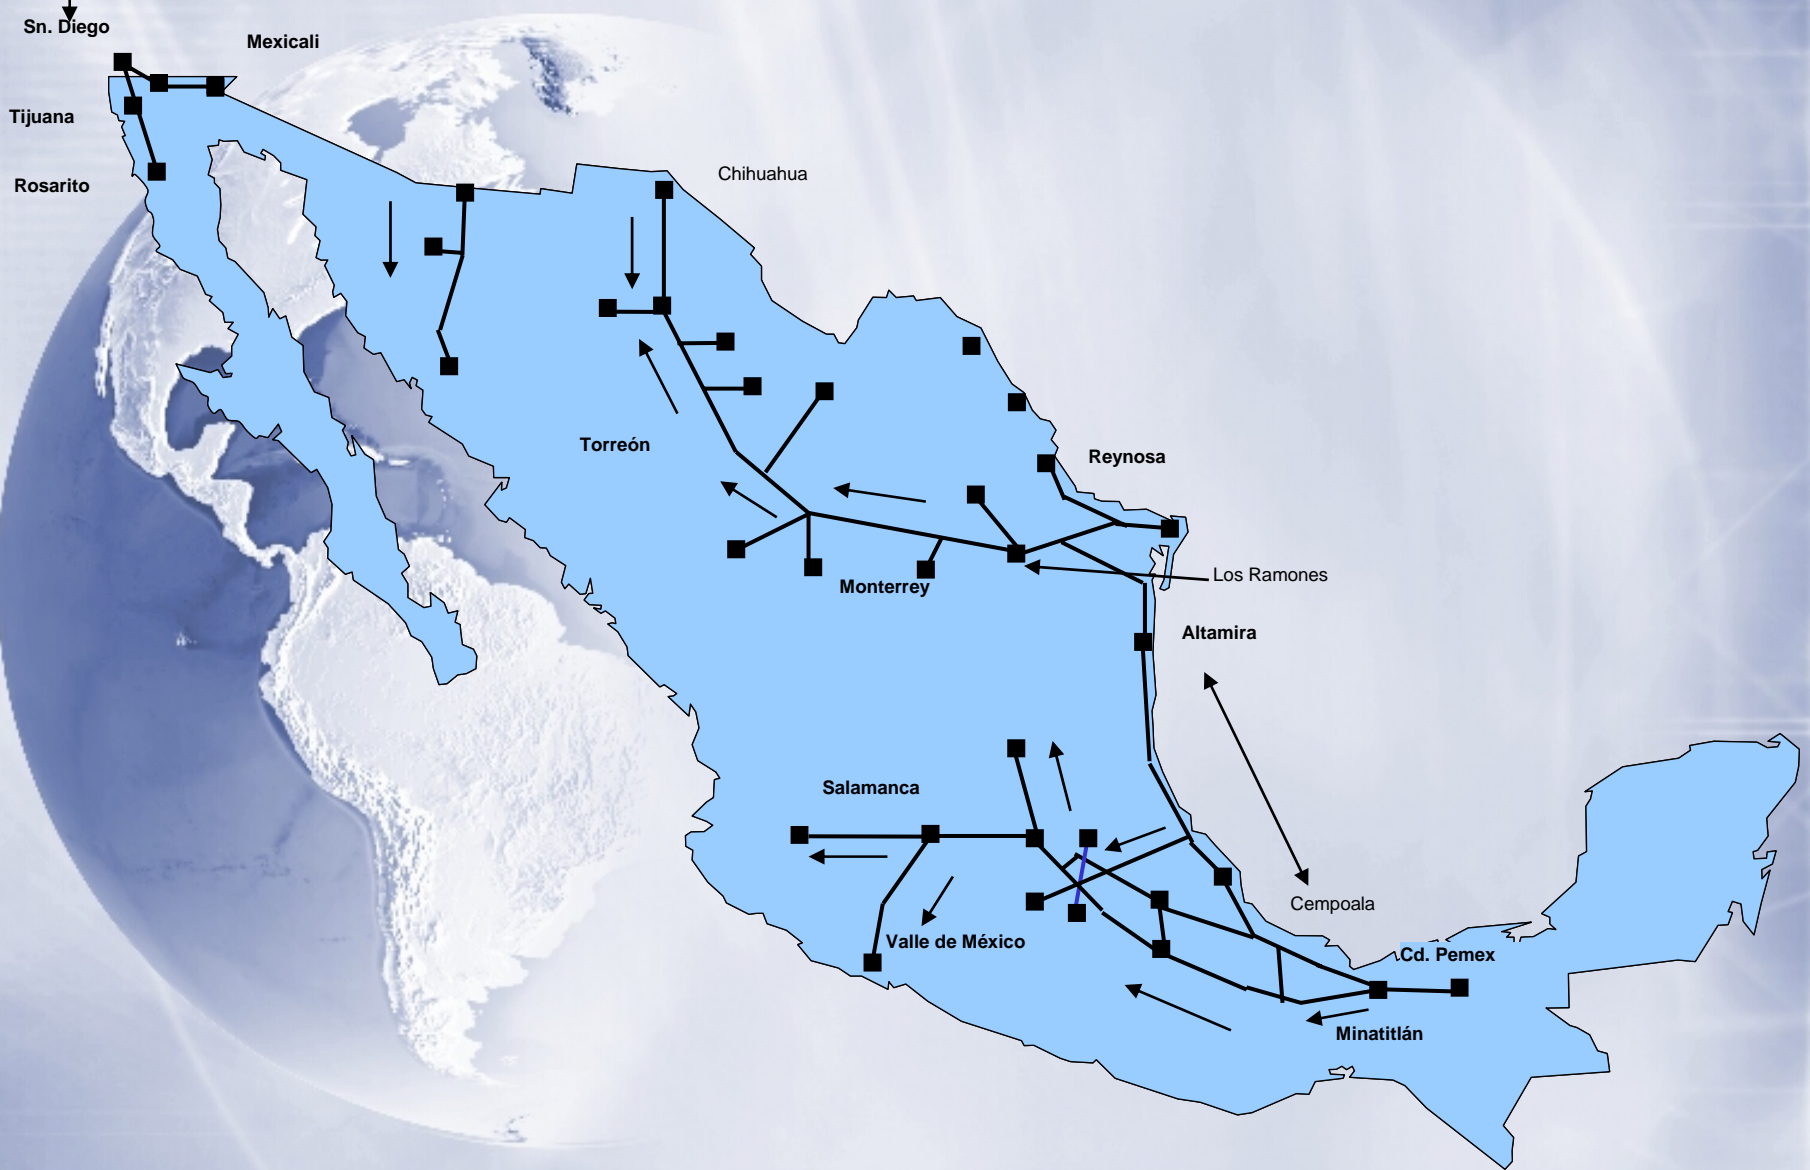 Sn. Diego
Mexicali
Tijuana
Chihuahua
Rosarito
Torreón
Reynosa
Los Ramones
Monterrey
Altamira
Salamanca
Cempoala
Valle de México
Cd. Pemex
Minatitlán